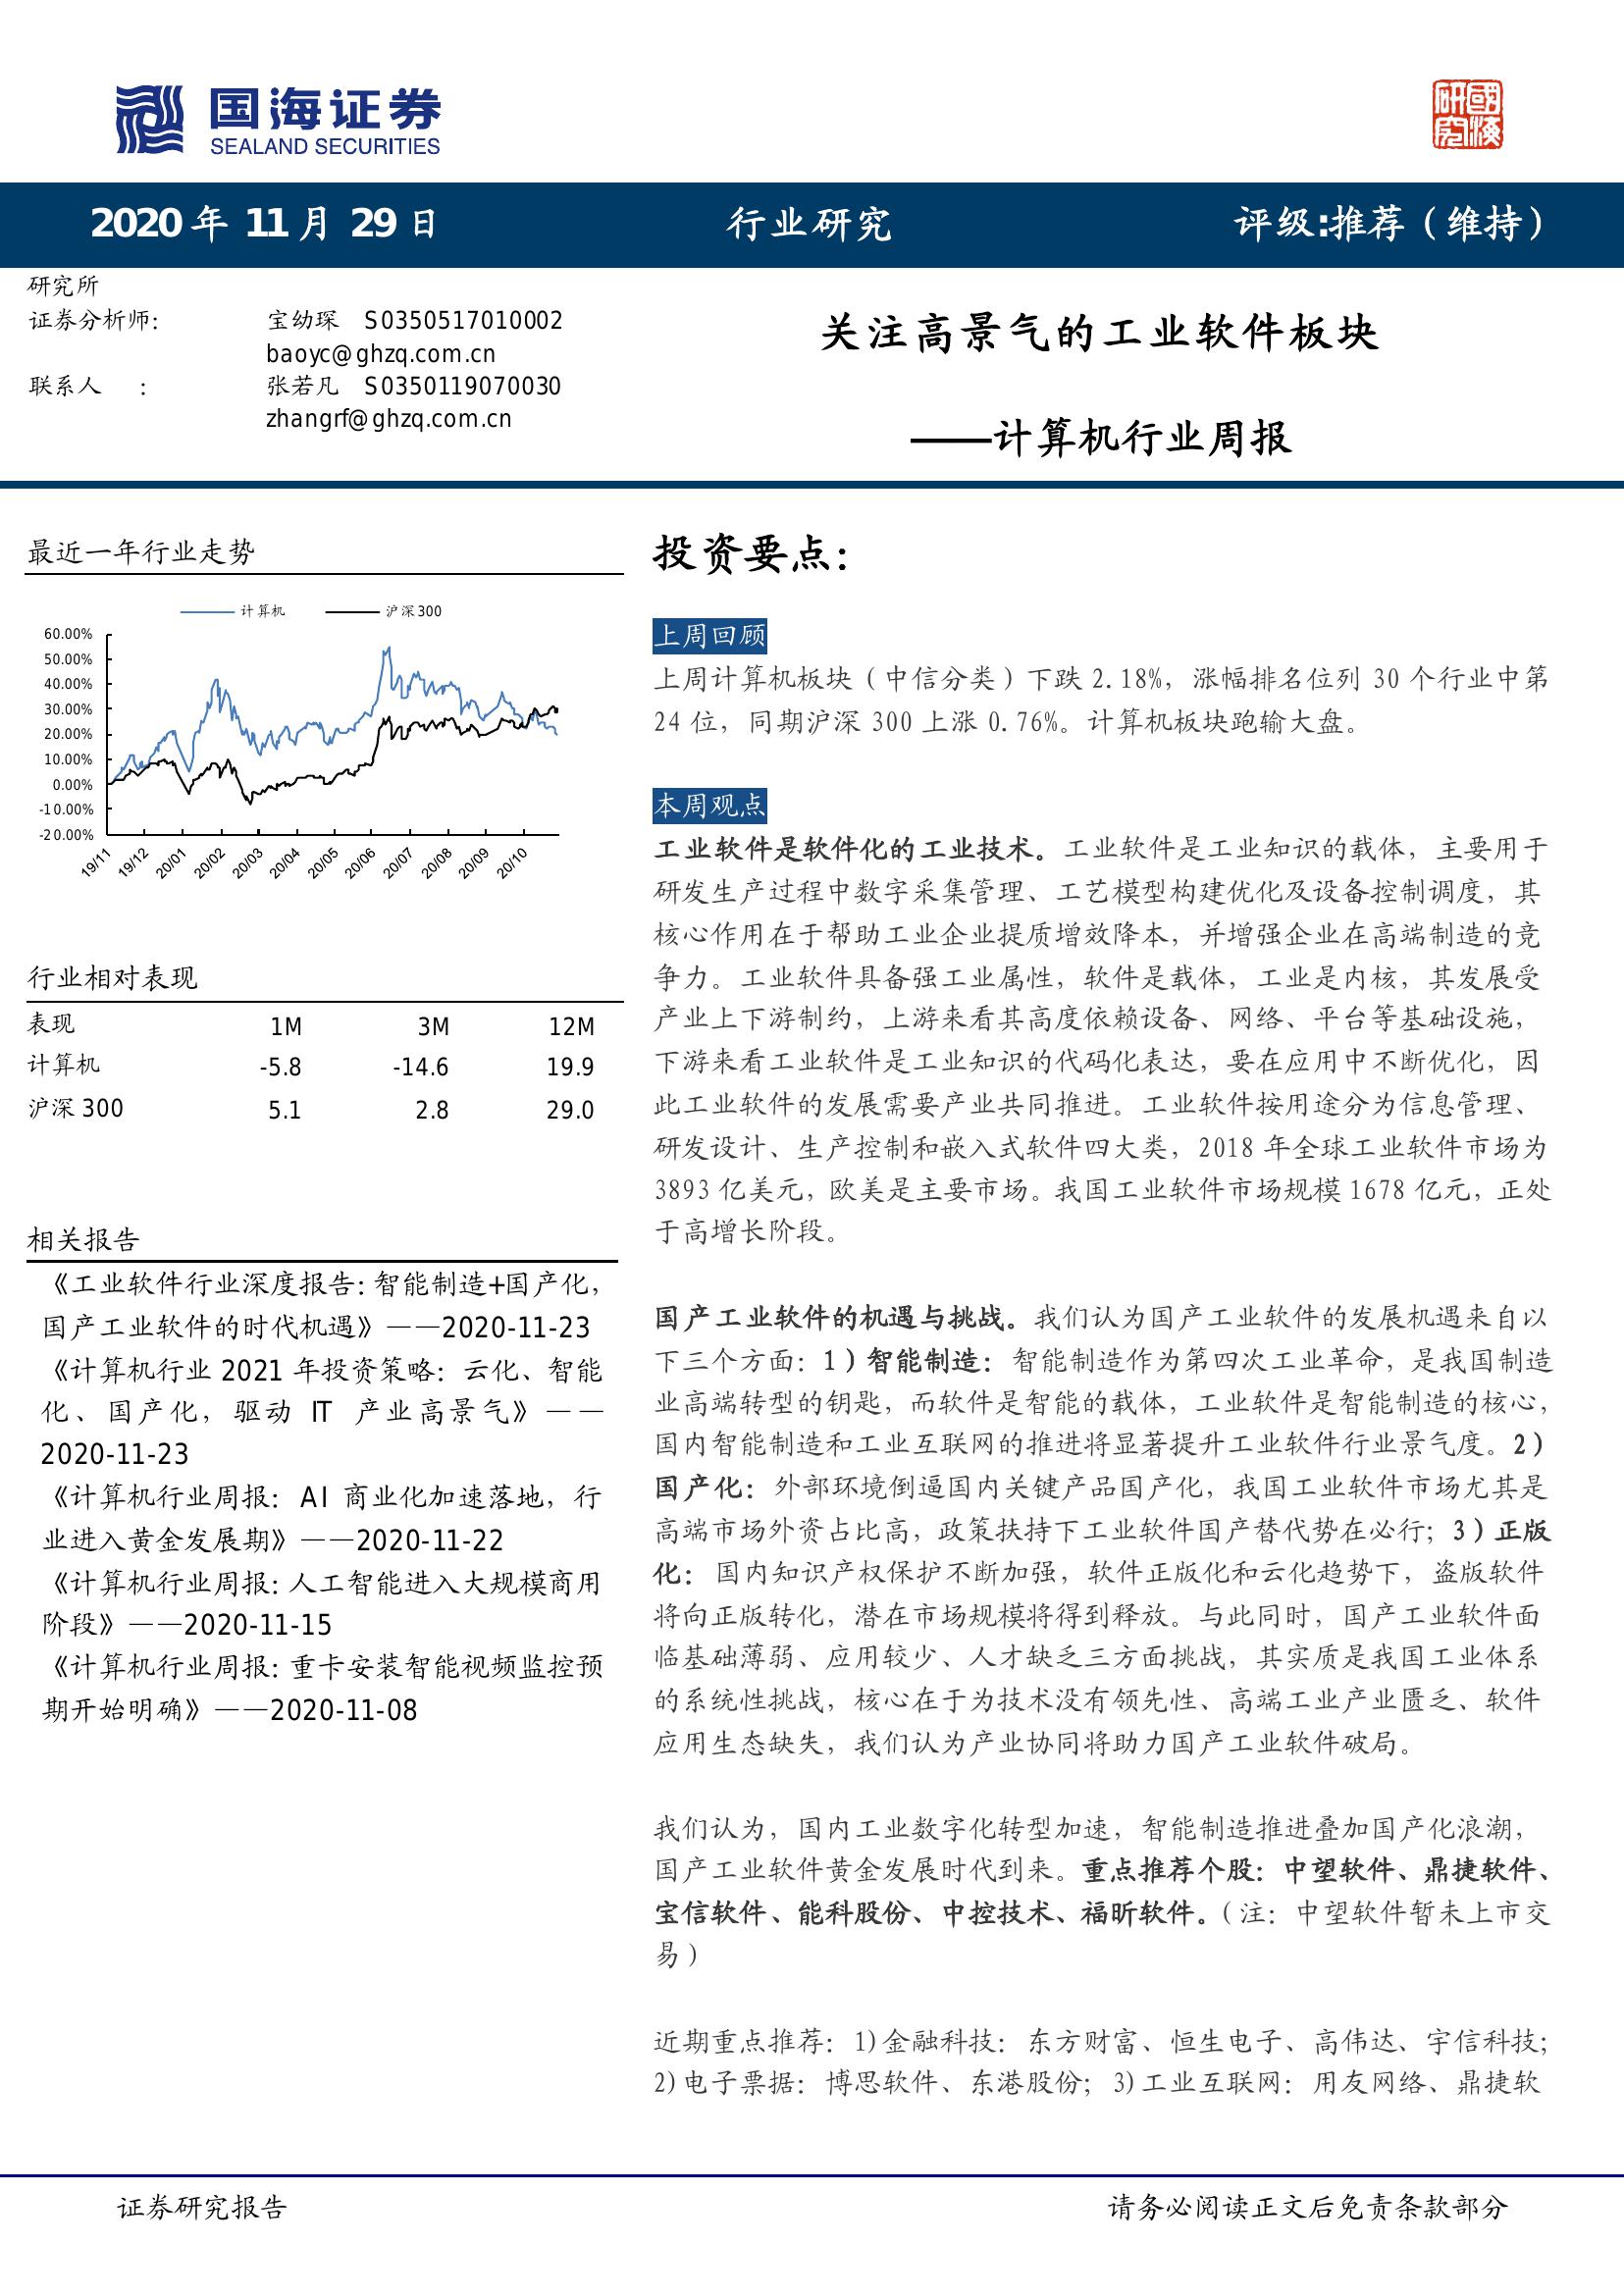 国海证券
SEALAND SECURITIES
國海研究
2020 年 11 月 29 日
行业研究
评级:推荐（维持）
研究所
证券分析师： 宝幼琛 S0350517010002
baoyc@ghzq.com.cn
联系人 ： 张若凡 S0350119070030
zhangrf@ghzq.com.cn
关注高景气的工业软件板块
——计算机行业周报
最近一年行业走势
计算机 沪深300
60.00%
50.00%
40.00%
30.00%
20.00%
10.00%
0.00%
-10.00%
-20.00%
19/11 19/12 20/01 20/02 20/03 20/04 20/05 20/06 20/07 20/08 20/09 20/10
行业相对表现
表现 1M 3M 12M
计算机 -5.8 -14.6 19.9
沪深 300 5.1 2.8 29.0
相关报告
《工业软件行业深度报告：智能制造+国产化，
国产工业软件的时代机遇》——2020-11-23
《计算机行业 2021 年投资策略：云化、智能
化、国产化，驱动 IT 产业高景气》——
2020-11-23
《计算机行业周报：AI 商业化加速落地，行
业进入黄金发展期》——2020-11-22
《计算机行业周报：人工智能进入大规模商用
阶段》——2020-11-15
《计算机行业周报：重卡安装智能视频监控预
期开始明确》——2020-11-08
投资要点：
上周回顾
上周计算机板块（中信分类）下跌 2.18%，涨幅排名位列 30 个行业中第
24 位，同期沪深 300 上涨 0.76%。计算机板块跑输大盘。
本周观点
工业软件是软件化的工业技术。工业软件是工业知识的载体，主要用于
研发生产过程中数字采集管理、工艺模型构建优化及设备控制调度，其
核心作用在于帮助工业企业提质增效降本，并增强企业在高端制造的竞
争力。工业软件具备强工业属性，软件是载体，工业是内核，其发展受
产业上下游制约，上游来看其高度依赖设备、网络、平台等基础设施，
下游来看工业软件是工业知识的代码化表达，要在应用中不断优化，因
此工业软件的发展需要产业共同推进。工业软件按用途分为信息管理、
研发设计、生产控制和嵌入式软件四大类，2018 年全球工业软件市场为
3893 亿美元，欧美是主要市场。我国工业软件市场规模 1678 亿元，正处
于高增长阶段。
国产工业软件的机遇与挑战。我们认为国产工业软件的发展机遇来自以
下三个方面：1）智能制造：智能制造作为第四次工业革命，是我国制造
业高端转型的钥匙，而软件是智能的载体，工业软件是智能制造的核心，
国内智能制造和工业互联网的推进将显著提升工业软件行业景气度。2）
国产化：外部环境倒逼国内关键产品国产化，我国工业软件市场尤其是
高端市场外资占比高，政策扶持下工业软件国产替代势在必行；3）正版
化：国内知识产权保护不断加强，软件正版化和云化趋势下，盗版软件
将向正版转化，潜在市场规模将得到释放。与此同时，国产工业软件面
临基础薄弱、应用较少、人才缺乏三方面挑战，其实质是我国工业体系
的系统性挑战，核心在于为技术没有领先性、高端工业产业匮乏、软件
应用生态缺失，我们认为产业协同将助力国产工业软件破局。
我们认为，国内工业数字化转型加速，智能制造推进叠加国产化浪潮，
国产工业软件黄金发展时代到来。重点推荐个股：中望软件、鼎捷软件、
宝信软件、能科股份、中控技术、福昕软件。（注：中望软件暂未上市交
易）
近期重点推荐：1)金融科技：东方财富、恒生电子、高伟达、宇信科技；
2)电子票据：博思软件、东港股份；3)工业互联网：用友网络、鼎捷软
证券研究报告
请务必阅读正文后免责条款部分